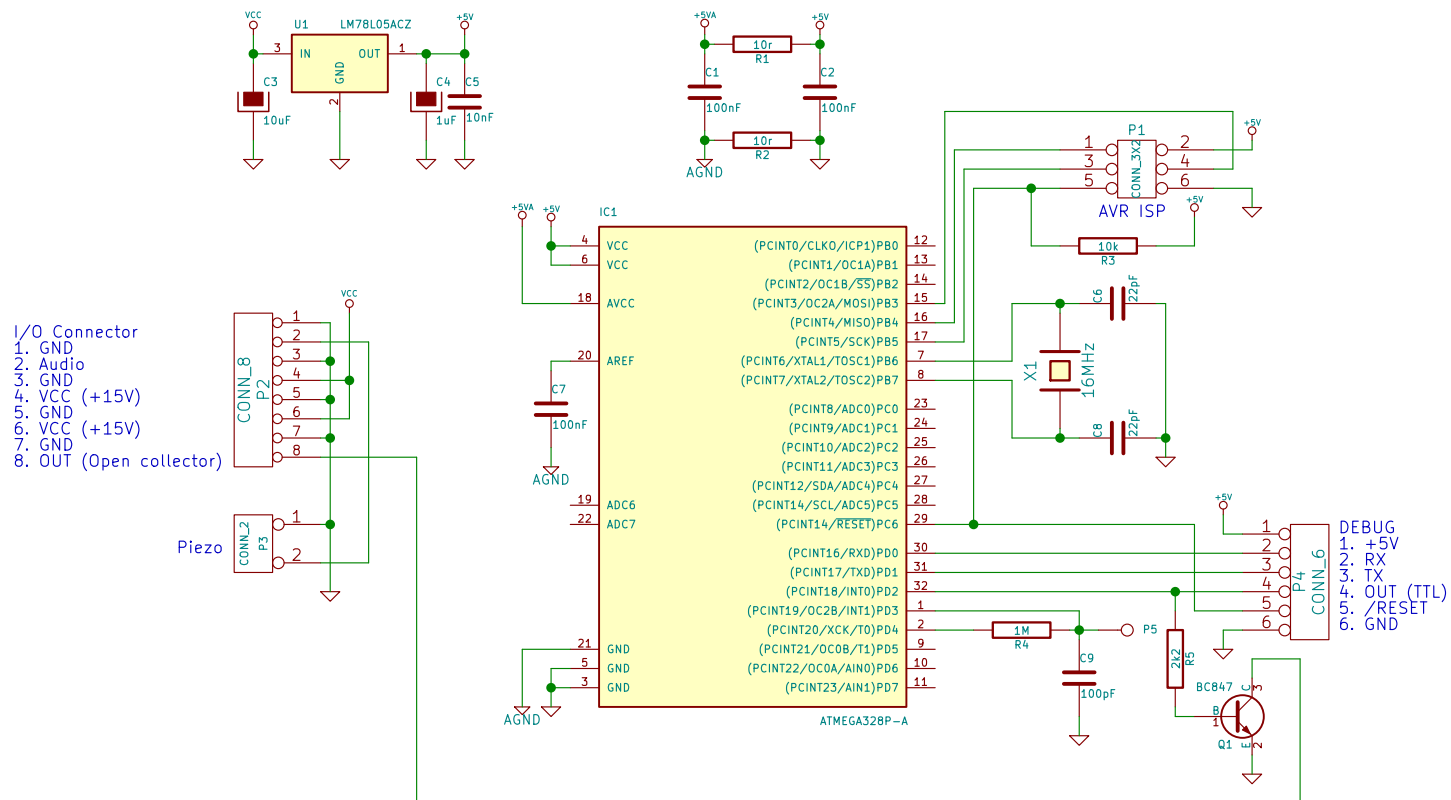 VCC
U1
LM78L05ACZ
+5V
3
IN
OUT
1
GND
2
C3
10uF
C4
1uF
C5
10nF
+5VA
+5V
10r
R1
C1
100nF
C2
100nF
10r
R2
AGND
P1
CONN_3X2
1
3
5
2
4
6
+5V
AVR ISP
+5V
10k
R3
+5VA
+5V
IC1
4 VCC
6 VCC
18 AVCC
20 AREF
C7
100nF
AGND
19 ADC6
22 ADC7
21 GND
5 GND
3 GND
AGND
(PCINT0/CLKO/ICP1)PB0 12
(PCINT1/OC1A)PB1 13
(PCINT2/OC1B/SS)PB2 14
(PCINT3/OC2A/MOSI)PB3 15
(PCINT4/MISO)PB4 16
(PCINT5/SCK)PB5 17
(PCINT6/XTAL1/TOSC1)PB6 7
(PCINT7/XTAL2/TOSC2)PB7 8
(PCINT8/ADC0)PC0 23
(PCINT9/ADC1)PC1 24
(PCINT10/ADC2)PC2 25
(PCINT11/ADC3)PC3 26
(PCINT12/SDA/ADC4)PC4 27
(PCINT14/SCL/ADC5)PC5 28
(PCINT14/RESET)PC6 29
(PCINT16/RXD)PD0 30
(PCINT17/TXD)PD1 31
(PCINT18/INT0)PD2 32
(PCINT19/OC2B/INT1)PD3 1
(PCINT20/XCK/T0)PD4 2
(PCINT21/OC0B/T1)PD5 9
(PCINT22/OC0A/AIN0)PD6 10
(PCINT23/AIN1)PD7 11
ATMEGA328P-A
C6
22pF
X1
16MHz
C8
22pF
VCC
I/O Connector
1. GND
2. Audio
3. GND
4. VCC (+15V)
5. GND
6. VCC (+15V)
7. GND
8. OUT (Open collector)
CONN_8
P2
1
2
3
4
5
6
7
8
Piezo
CONN_2
P3
1
2
+5V
1
2
3
4
5
6
P4
CONN_6
DEBUG
1. +5V
2. RX
3. TX
4. OUT (TTL)
5. /RESET
6. GND
1M
R4
P5
C9
100pF
2k2
R5
BC847
C
3
B
1
Q1
E
2